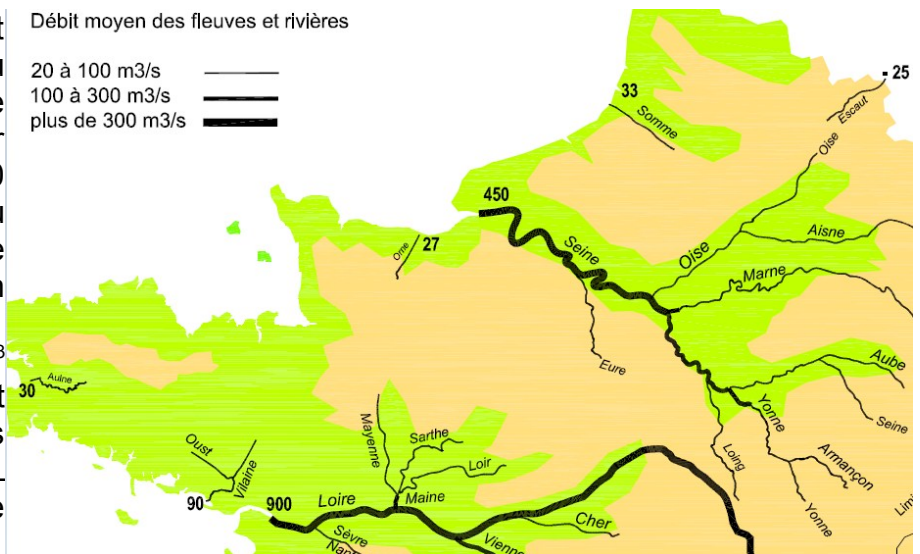 Débit moyen des fleuves et rivières
20 à 100 m3/s
100 à 300 m3/s
plus de 300 m3/s
- 25
Escaut
33
Somme
Oise
450
Seine
Oise
Aisne
Orne
27
Marne
Eure
Aube
30
Aulne
Yonne
Seine
Mayenne
Sarthe
Loir
Loing
Armançon
Oust
Vilaine
90
900
Loire
Maine
Yonne
Cher
Sèvre
Vienne